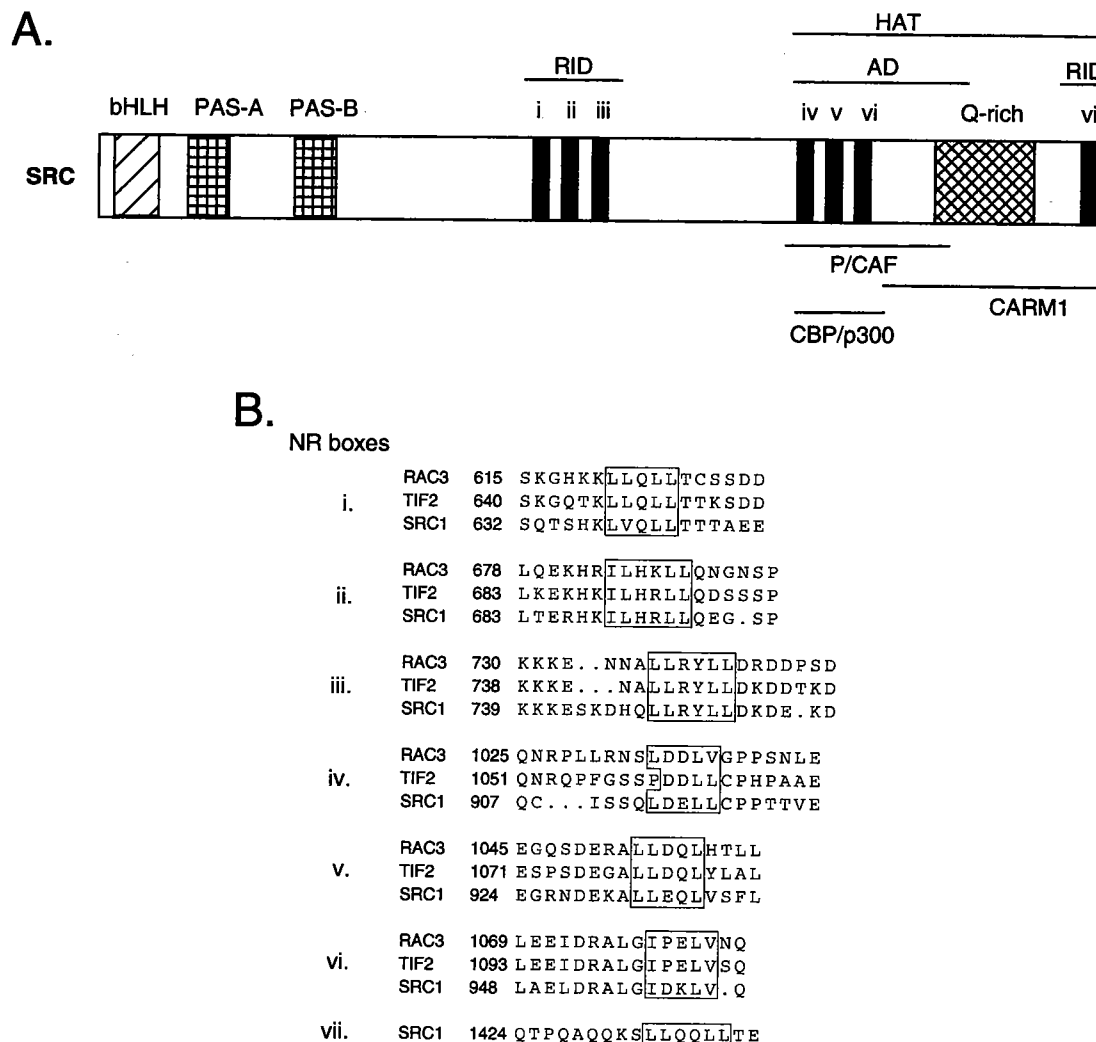 A.
HAT
RID AD RID
bHLH PAS-A PAS-B i ii iii iv v vi Q-rich vi
SRC
P/CAF
CARM1
CBP/p300
B.
NR boxes
i.
RAC3 615 SKGHKKLLQLLTCSSDD
TIF2 640 SKGQTKLLQLLTTKSDD
SRC1 632 SQTSHKLVQLLTTTAEE
ii.
RAC3 678 LQEKHRILHKLLQNGNSP
TIF2 683 LKEKHKILHRLLQDSSSP
SRC1 683 LTERHKILHRLLQEG.SP
iii.
RAC3 730 KKKE..NNALLRYLLDRDDPSD
TIF2 738 KKKE...NALLRYLLDKDDTKD
SRC1 739 KKKESKDHQLLRYLLDKDE.KD
iv.
RAC3 1025 QNRPLLRNSLDDLVGPPSNLE
TIF2 1051 QNRQPFGSSPDDLLCPHPAAE
SRC1 907 QC...ISSQLDELLCPPTTVE
v.
RAC3 1045 EGQSDERALLDQLHTLL
TIF2 1071 ESPSDEGALLDQLYLAL
SRC1 924 EGRNDEKALLEQLVSFL
vi.
RAC3 1069 LEEIDRALGIPELVNQ
TIF2 1093 LEEIDRALGIPELVSQ
SRC1 948 LAELDRALGIDKLV.Q
vii.
SRC1 1424 QTPQAQQKSLLQQLLTE